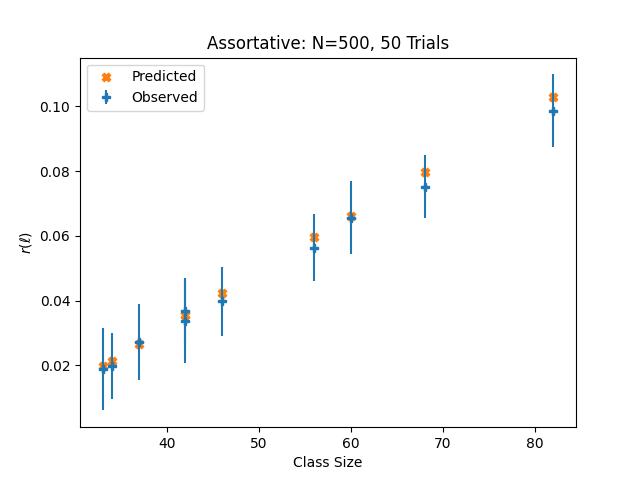 Assortative: N=500, 50 Trials
Predicted
Observed
0.10
0.08
0.06
0.04
0.02
r(ℓ)
40 50 60 70 80
Class Size